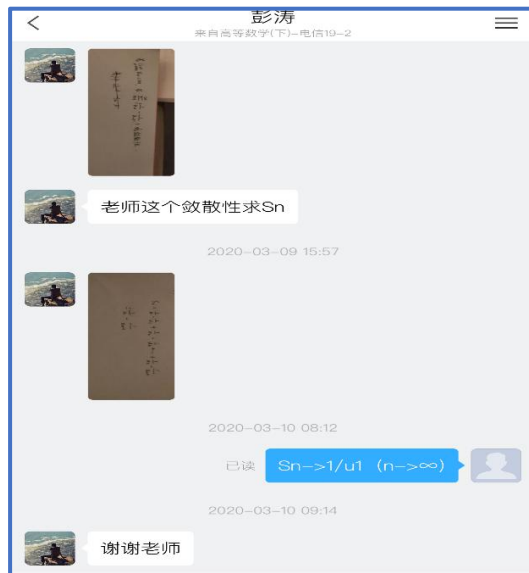 彭涛
来自高等数学(下)-电信19-2
老师这个敛散性求Sn
2020-03-09 15:57
2020-03-10 08:12
已读
Sn->1/u1 (n->∞)
2020-03-10 09:14
谢谢老师